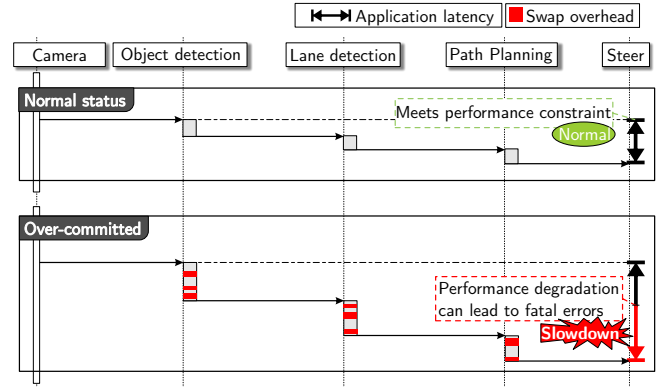 Application latency
Swap overhead
Camera
Object detection
Lane detection
Path Planning
Steer
Normal status
Meets performance constraint
Normal
Over-committed
Performance degradation
can lead to fatal errors
Slowdown